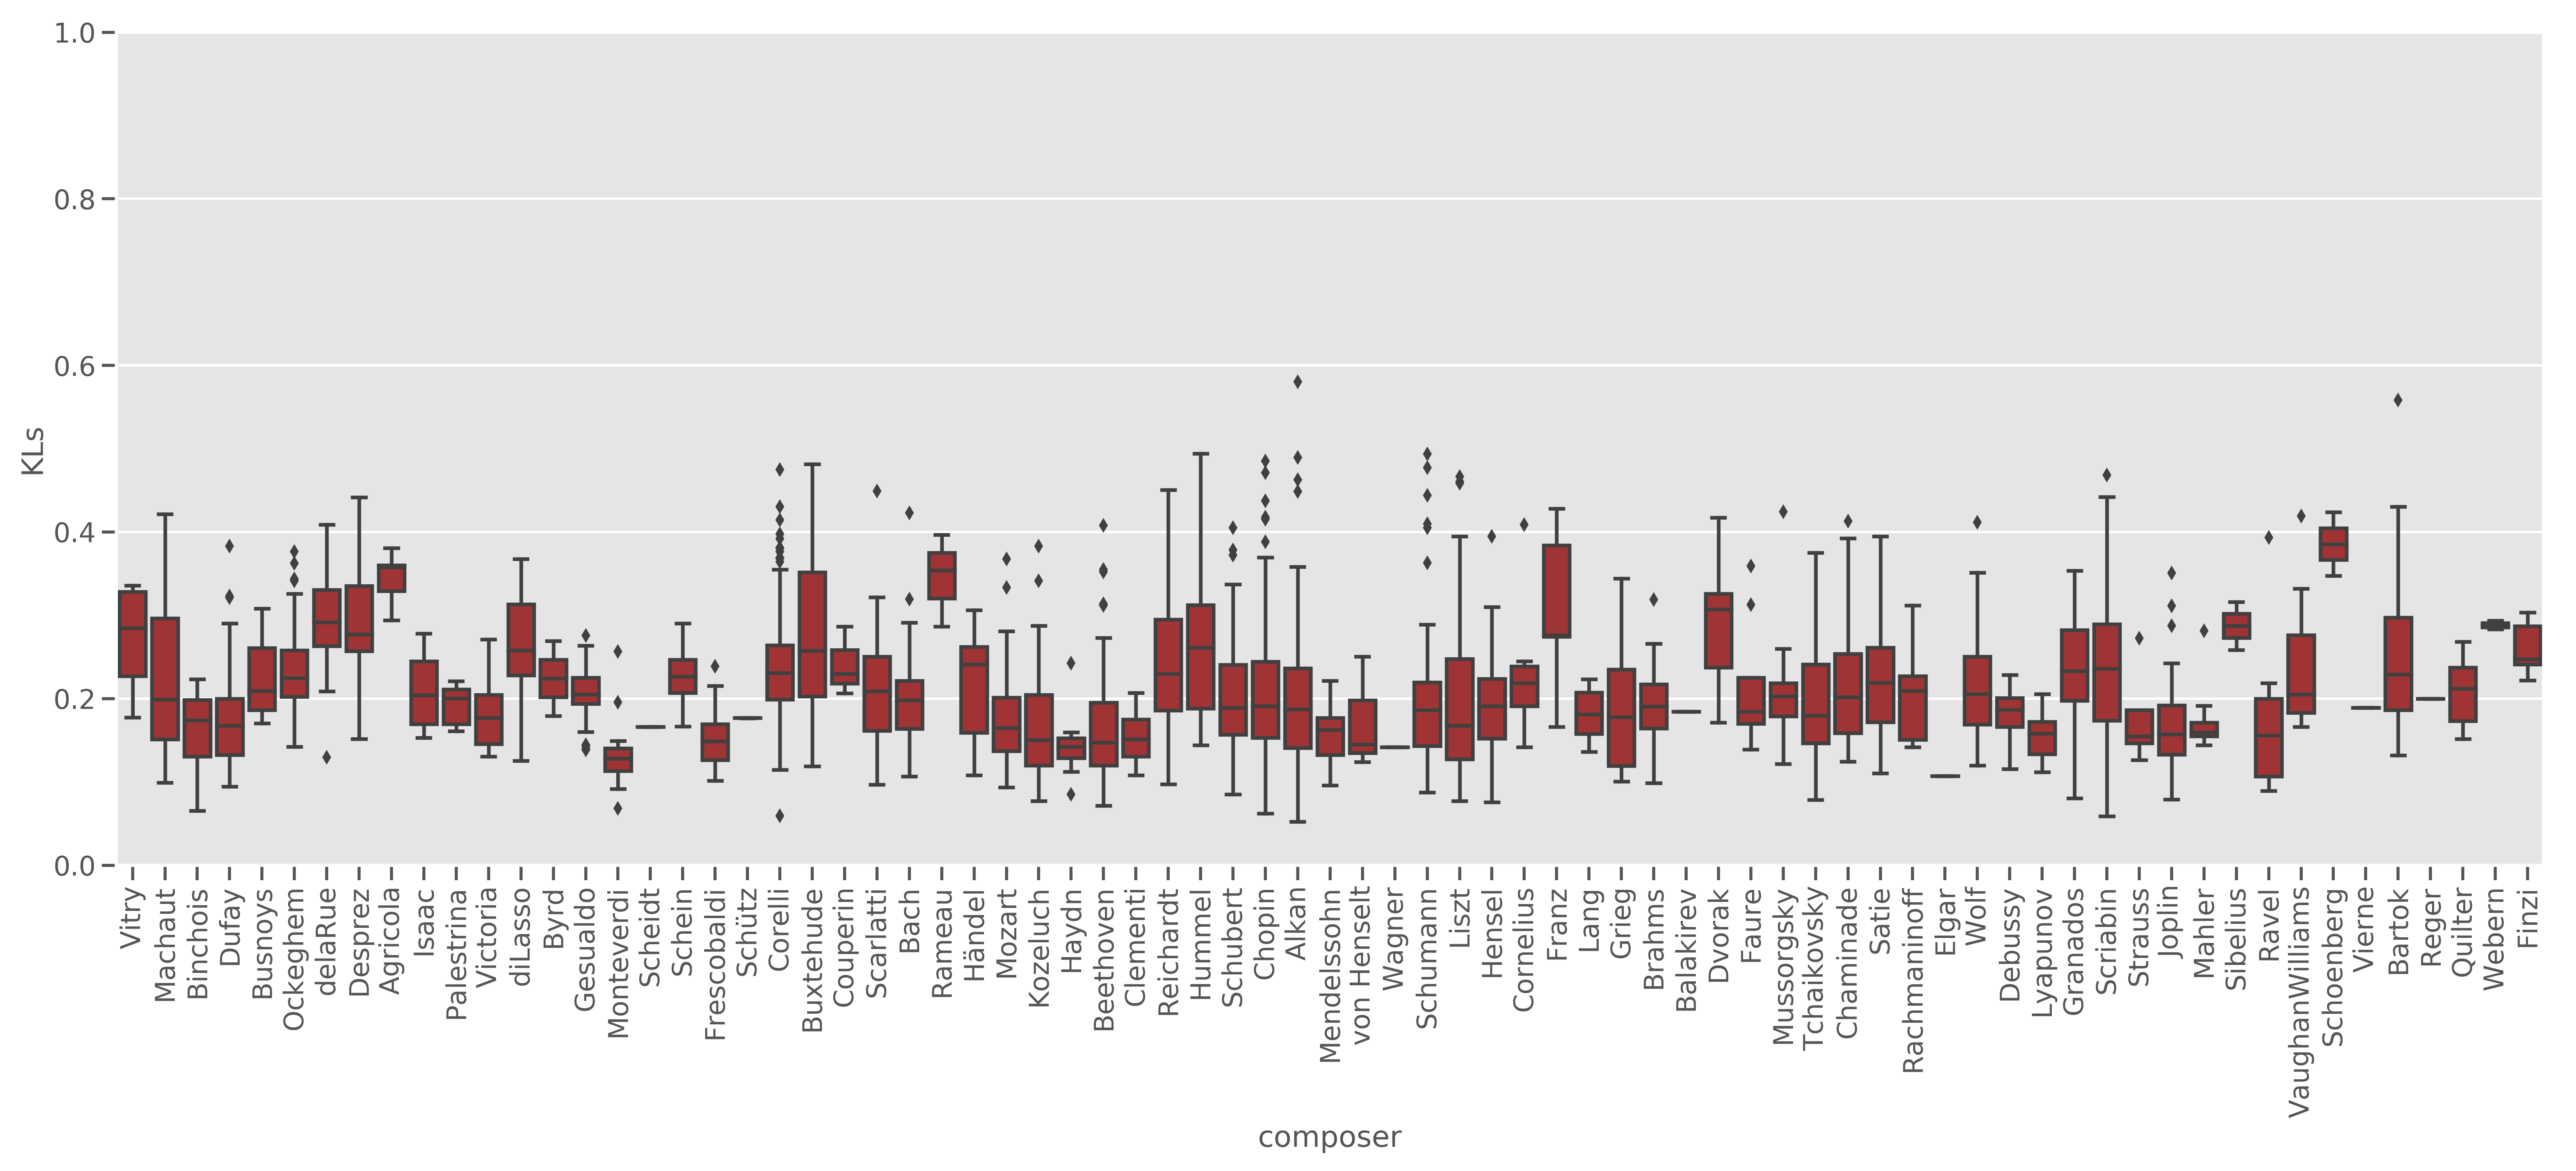 1.0
0.8
0.6
0.4
0.2
0.0
KLs
Vitry
Machaut
Binchois
Dufay
Busnoys
Ockeghem
delaRue
Desprez
Agricola
Isaac
Palestrina
Victoria
diLasso
Byrd
Gesualdo
Monteverdi
Scheidt
Schein
Frescobaldi
Schütz
Corelli
Buxtehude
Couperin
Scarlatti
Bach
Rameau
Händel
Mozart
Kozeluch
Haydn
Beethoven
Clementi
Reichardt
Hummel
Schubert
Chopin
Alkan
Mendelssohn
von Henselt
Wagner
Schumann
Liszt
Hensel
Cornelius
Franz
Lang
Grieg
Brahms
Balakirev
Dvorak
Faure
Mussorgsky
Tchaikovsky
Chaminade
Satie
Rachmaninoff
Elgar
Wolf
Debussy
Lyapunov
Granados
Scriabin
Strauss
Joplin
Mahler
Sibelius
Ravel
VaughanWilliams
Schoenberg
Vierne
Bartok
Reger
Quilter
Webern
Finzi
composer